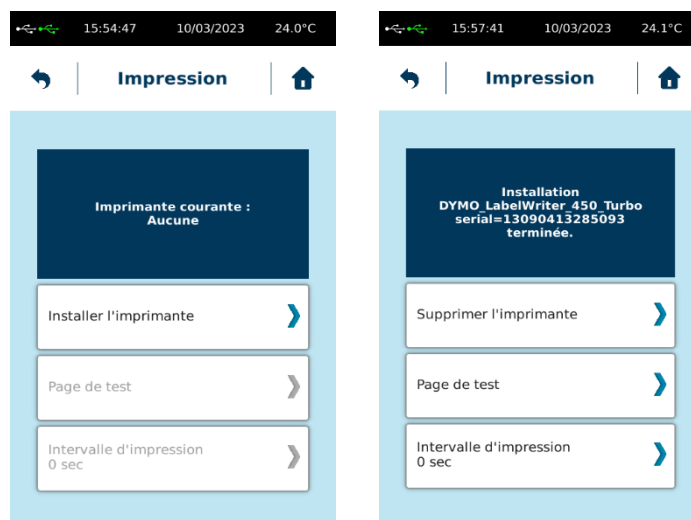 15:54:47 10/03/2023 24.0°C
Impression
Imprimante courante :
Aucune
Installer l'imprimante
Page de test
Intervalle d'impression
0 sec
15:57:41 10/03/2023 24.1°C
Impression
Installation
DYMO_LabelWriter_450_Turbo
serial=13090413285093
terminée.
Supprimer l'imprimante
Page de test
Intervalle d'impression
0 sec